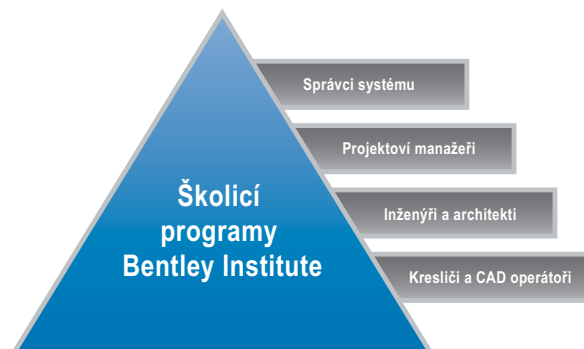 Správci systému
Projektoví manažeři
Školicí
programy
Bentley Institute
Inženýři a architekti
Kresliči a CAD operátoři